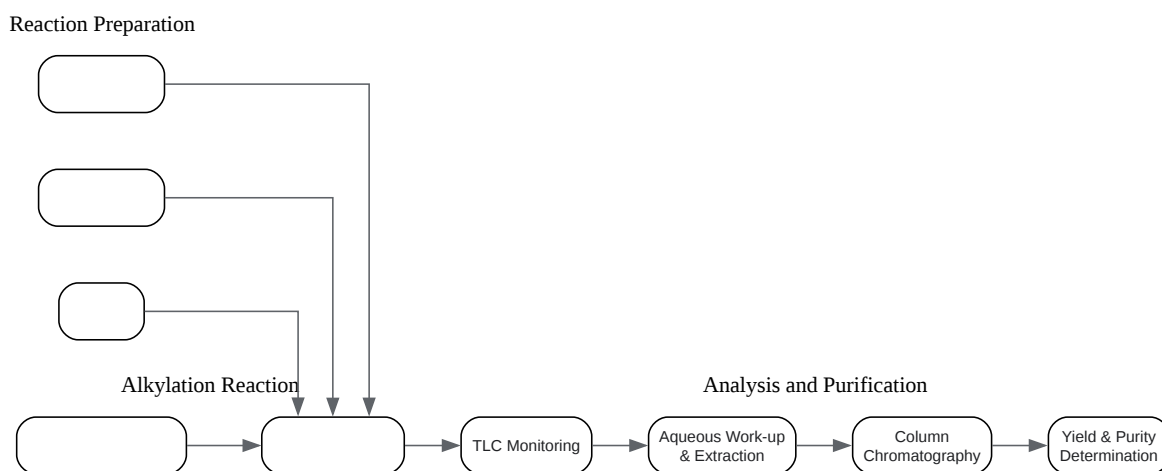 Reaction Preparation
Alkylation Reaction
Analysis and Purification
TLC Monitoring
Aqueous Work-up
& Extraction
Column
Chromatography
Yield & Purity
Determination